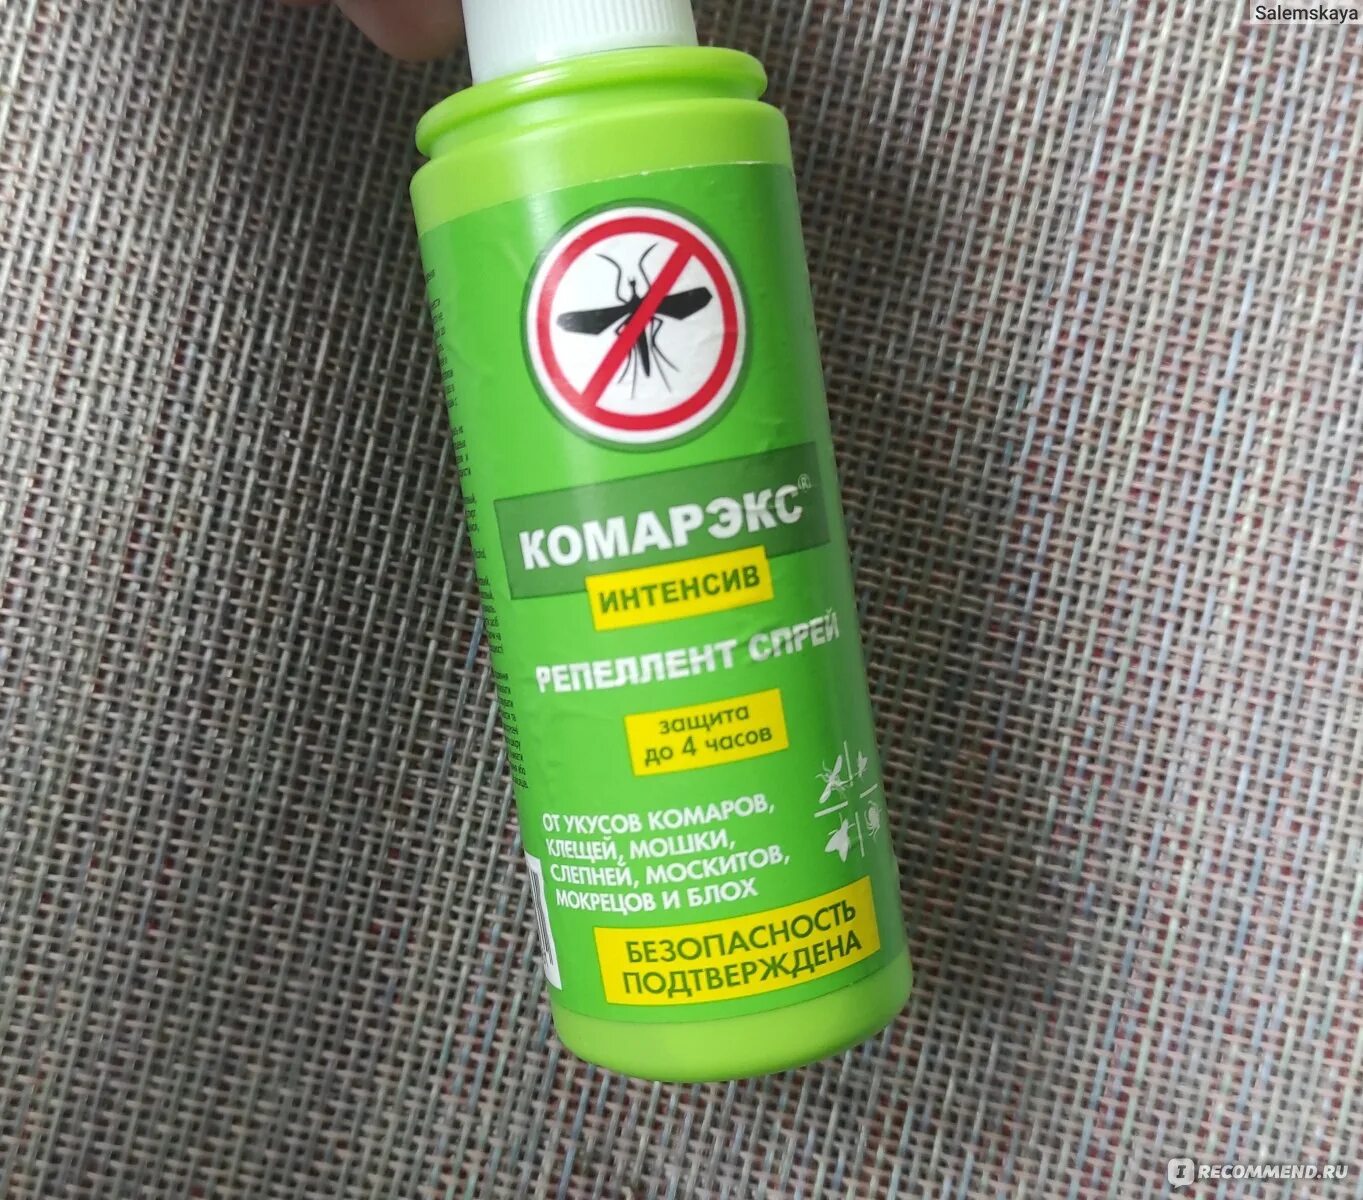 Salemskaya
КОМАРЭКС®
ИНТЕНСИВ
РЕПЕЛЛЕНТ СПРЕЙ
ЗАЩИТА
ДО 4 ЧАСОВ
ОТ УКУСОВ КОМАРОВ,
КЛЕЩЕЙ, МОШКИ,
СЛЕПНЕЙ, МОСКИТОВ,
МОКРЕЦОВ И БЛОХ
БЕЗОПАСНОСТЬ
ПОДТВЕРЖДЕНА
IRECOMMEND.RU